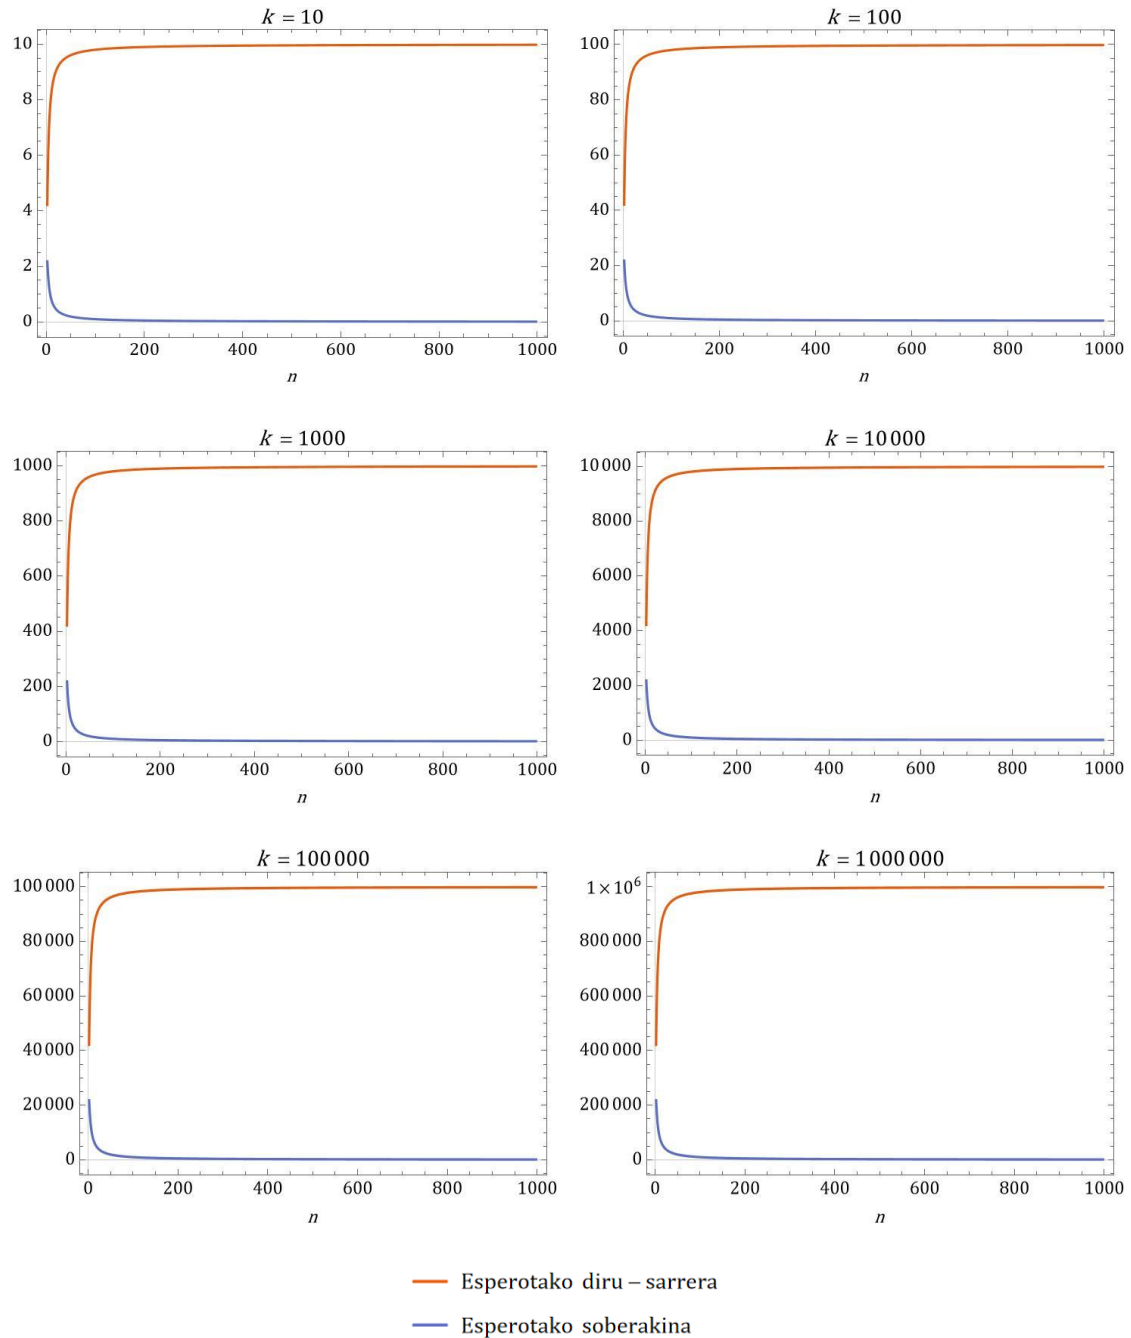 k = 10
10
8
6
4
2
0
0 200 400 600 800 1000
n
k = 100
100
80
60
40
20
0
0 200 400 600 800 1000
n
k = 1000
1000
800
600
400
200
0
0 200 400 600 800 1000
n
k = 10 000
10 000
8000
6000
4000
2000
0
0 200 400 600 800 1000
n
k = 100 000
100 000
80 000
60 000
40 000
20 000
0
0 200 400 600 800 1000
n
k = 1 000 000
1 × 10⁶
800 000
600 000
400 000
200 000
0
0 200 400 600 800 1000
n
Esperotako diru – sarrera
Esperotako soberakina